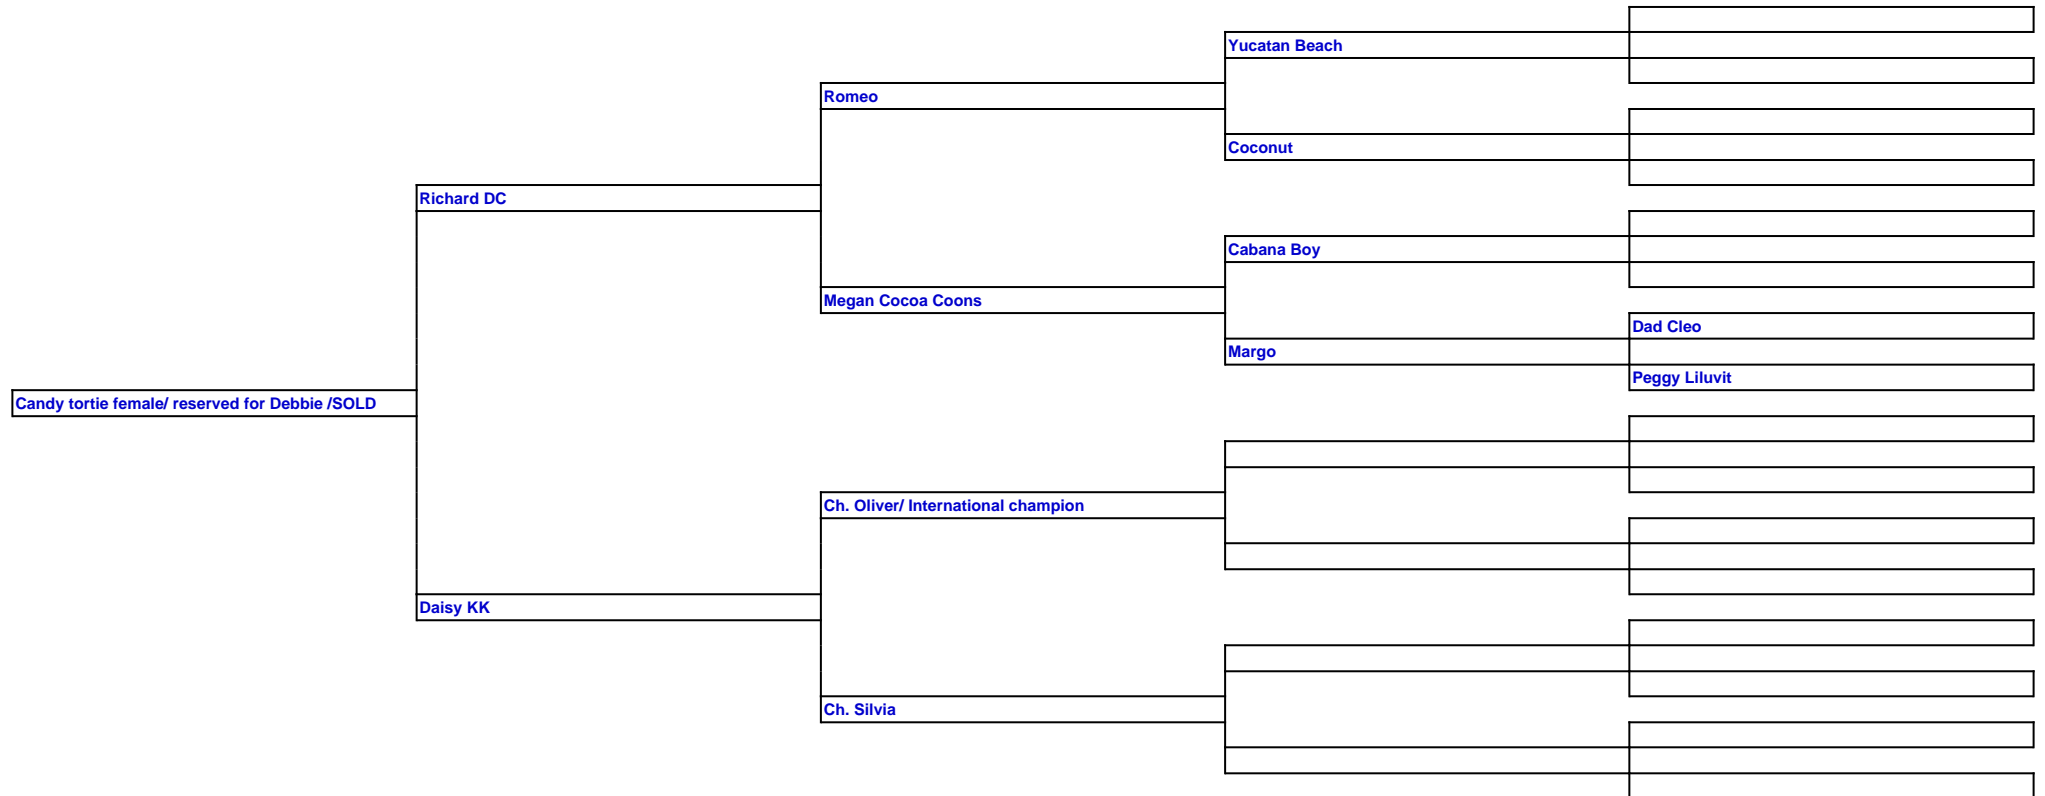 Yucatan Beach
Romeo
Coconut
Richard DC
Cabana Boy
Megan Cocoa Coons
Dad Cleo
Margo
Peggy Liluvit
Candy tortie female/ reserved for Debbie /SOLD
Ch. Oliver/ International champion
Daisy KK
Ch. Silvia